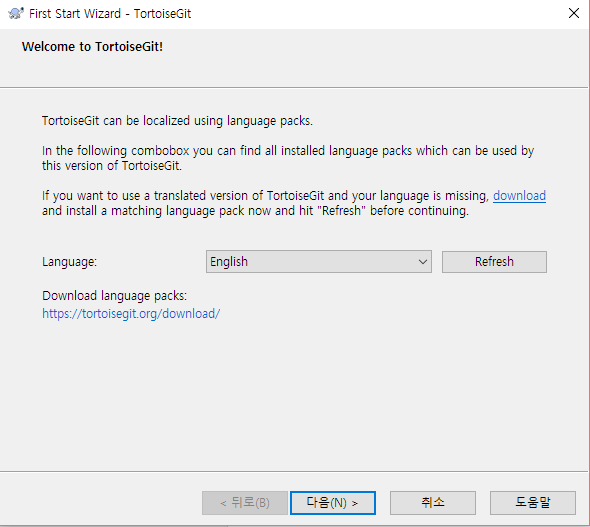 First Start Wizard - TortoiseGit
Welcome to TortoiseGit!
TortoiseGit can be localized using language packs.
In the following combobox you can find all installed language packs which can be used by
this version of TortoiseGit.
If you want to use a translated version of TortoiseGit and your language is missing, download
and install a matching language pack now and hit "Refresh" before continuing.
Language: English Refresh
Download language packs:
https://tortoisegit.org/download/
< 뒤로(B) 다음(N) > 취소 도움말